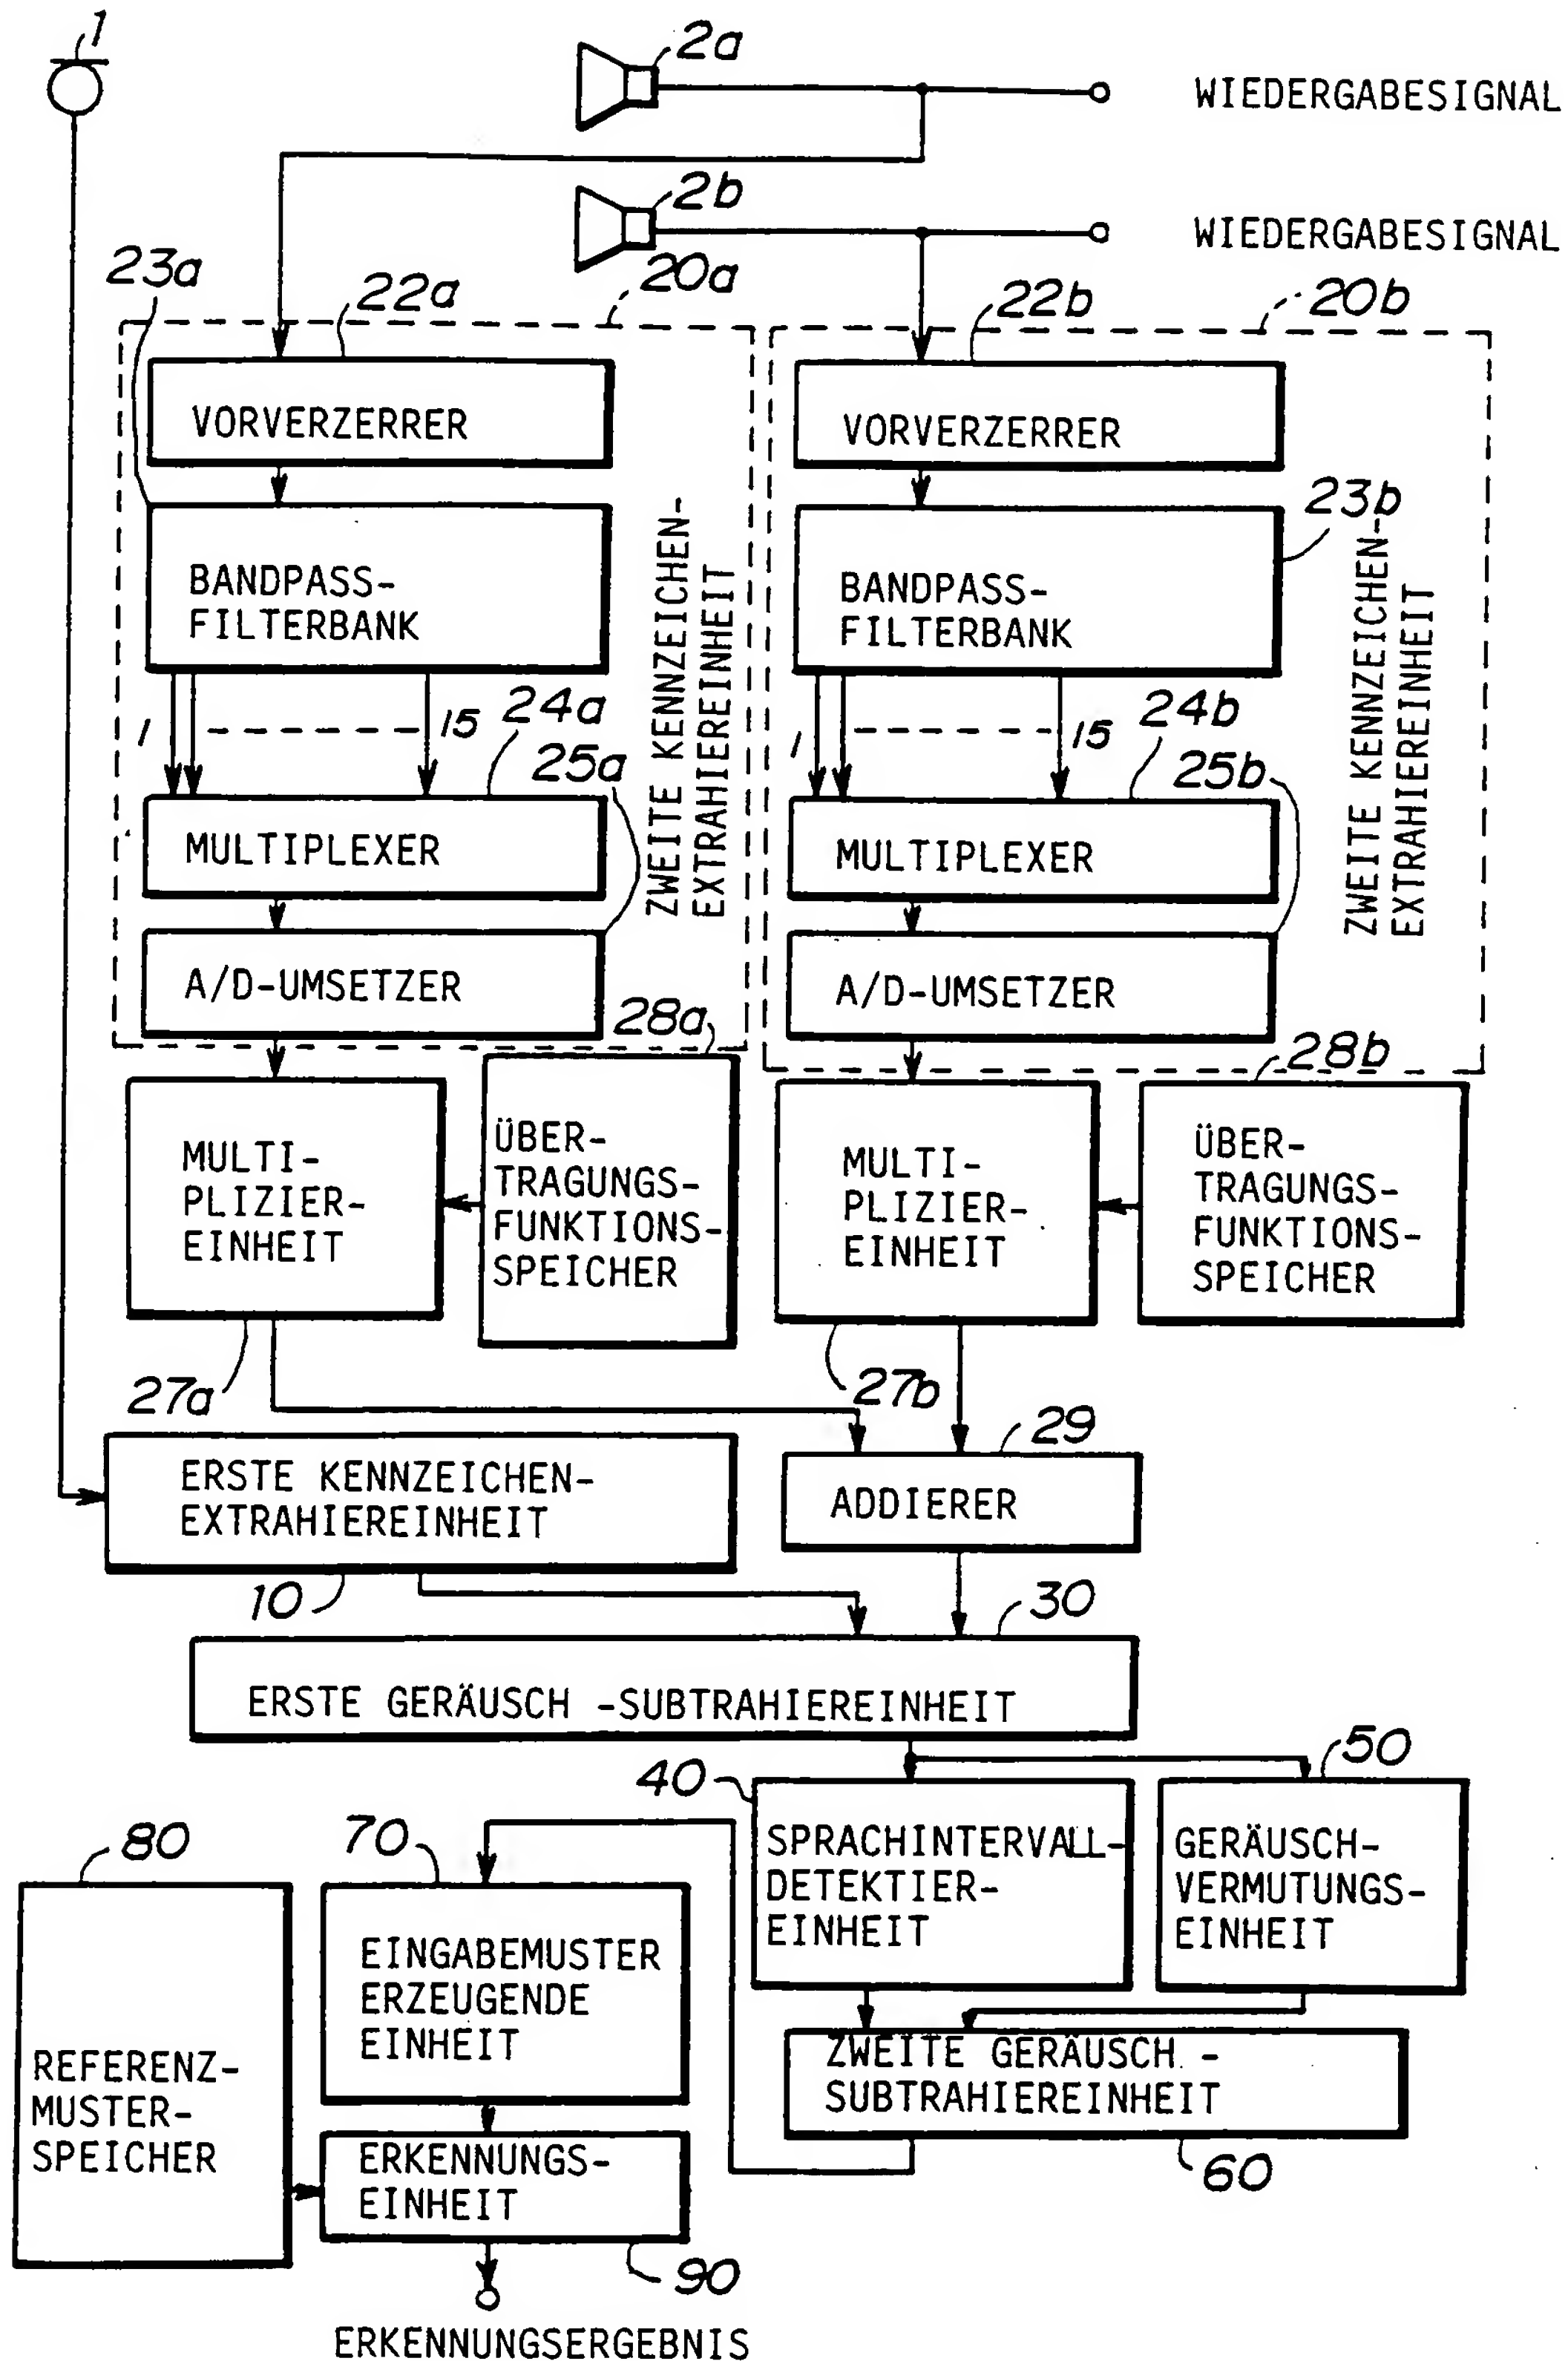 1
2a
WIEDERGABESIGNAL
2b
WIEDERGABESIGNAL
23a
22a
20a
22b
20b
VORVERZERRER
VORVERZERRER
23b
BANDPASS-
FILTERBANK
BANDPASS-
FILTERBANK
ZWEITE KENNZEICHEN-
EXTRAHIEREINHEIT
ZWEITE KENNZEICHEN-
EXTRAHIEREINHEIT
1
15
24a
1
15
24b
25a
25b
MULTIPLEXER
MULTIPLEXER
A/D-UMSETZER
A/D-UMSETZER
28a
28b
MULTI-
PLIZIER-
EINHEIT
ÜBER-
TRAGUNGS-
FUNKTIONS-
SPEICHER
MULTI-
PLIZIER-
EINHEIT
ÜBER-
TRAGUNGS-
FUNKTIONS-
SPEICHER
27a
27b
29
ERSTE KENNZEICHEN-
EXTRAHIEREINHEIT
ADDIERER
10
30
ERSTE GERÄUSCH -SUBTRAHIEREINHEIT
40
50
80
70
SPRACHINTERVALL-
DETEKTIER-
EINHEIT
GERÄUSCH-
VERMUTUNGS-
EINHEIT
EINGABEMUSTER
ERZEUGENDE
EINHEIT
REFERENZ-
MUSTER-
SPEICHER
ZWEITE GERÄUSCH -
SUBTRAHIEREINHEIT
60
ERKENNUNGS-
EINHEIT
90
ERKENNUNGSERGEBNIS